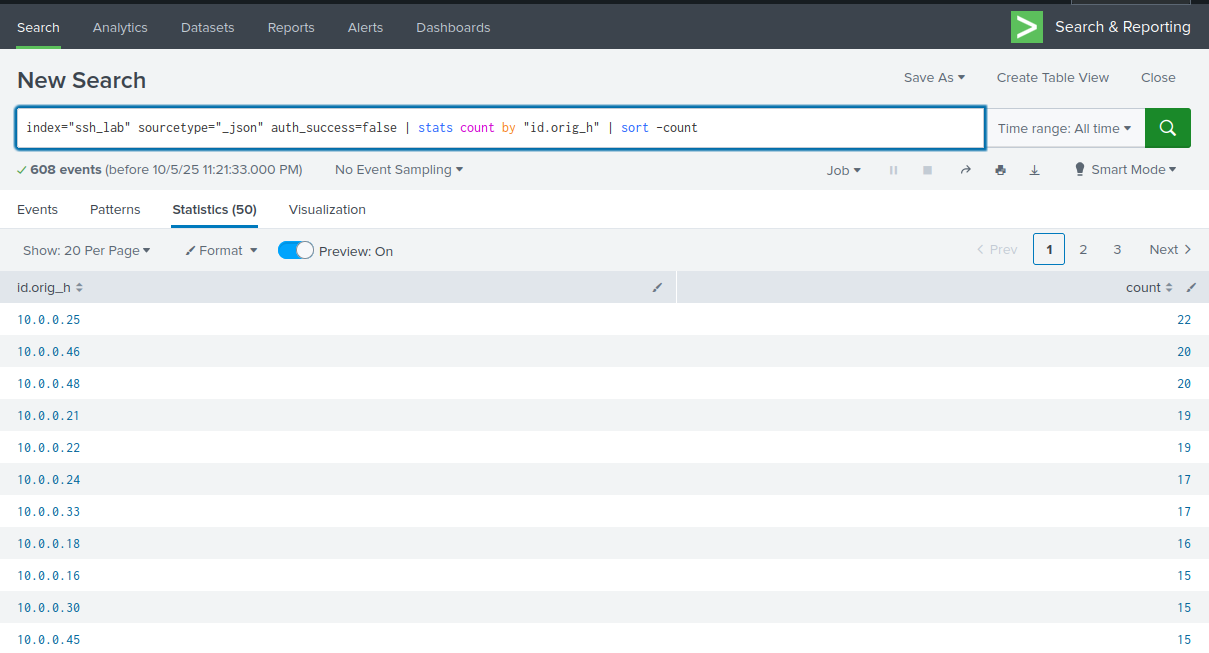 Search Analytics Datasets Reports Alerts Dashboards Search & Reporting
New Search Save As Create Table View Close
index="ssh_lab" sourcetype="_json" auth_success=false | stats count by "id.orig_h" | sort -count Time range: All time
608 events (before 10/5/25 11:21:33.000 PM) No Event Sampling Job Smart Mode
Events Patterns Statistics (50) Visualization
Show: 20 Per Page Format Preview: On Prev 1 2 3 Next
id.orig_h count
10.0.0.25 22
10.0.0.46 20
10.0.0.48 20
10.0.0.21 19
10.0.0.22 19
10.0.0.24 17
10.0.0.33 17
10.0.0.18 16
10.0.0.16 15
10.0.0.30 15
10.0.0.45 15